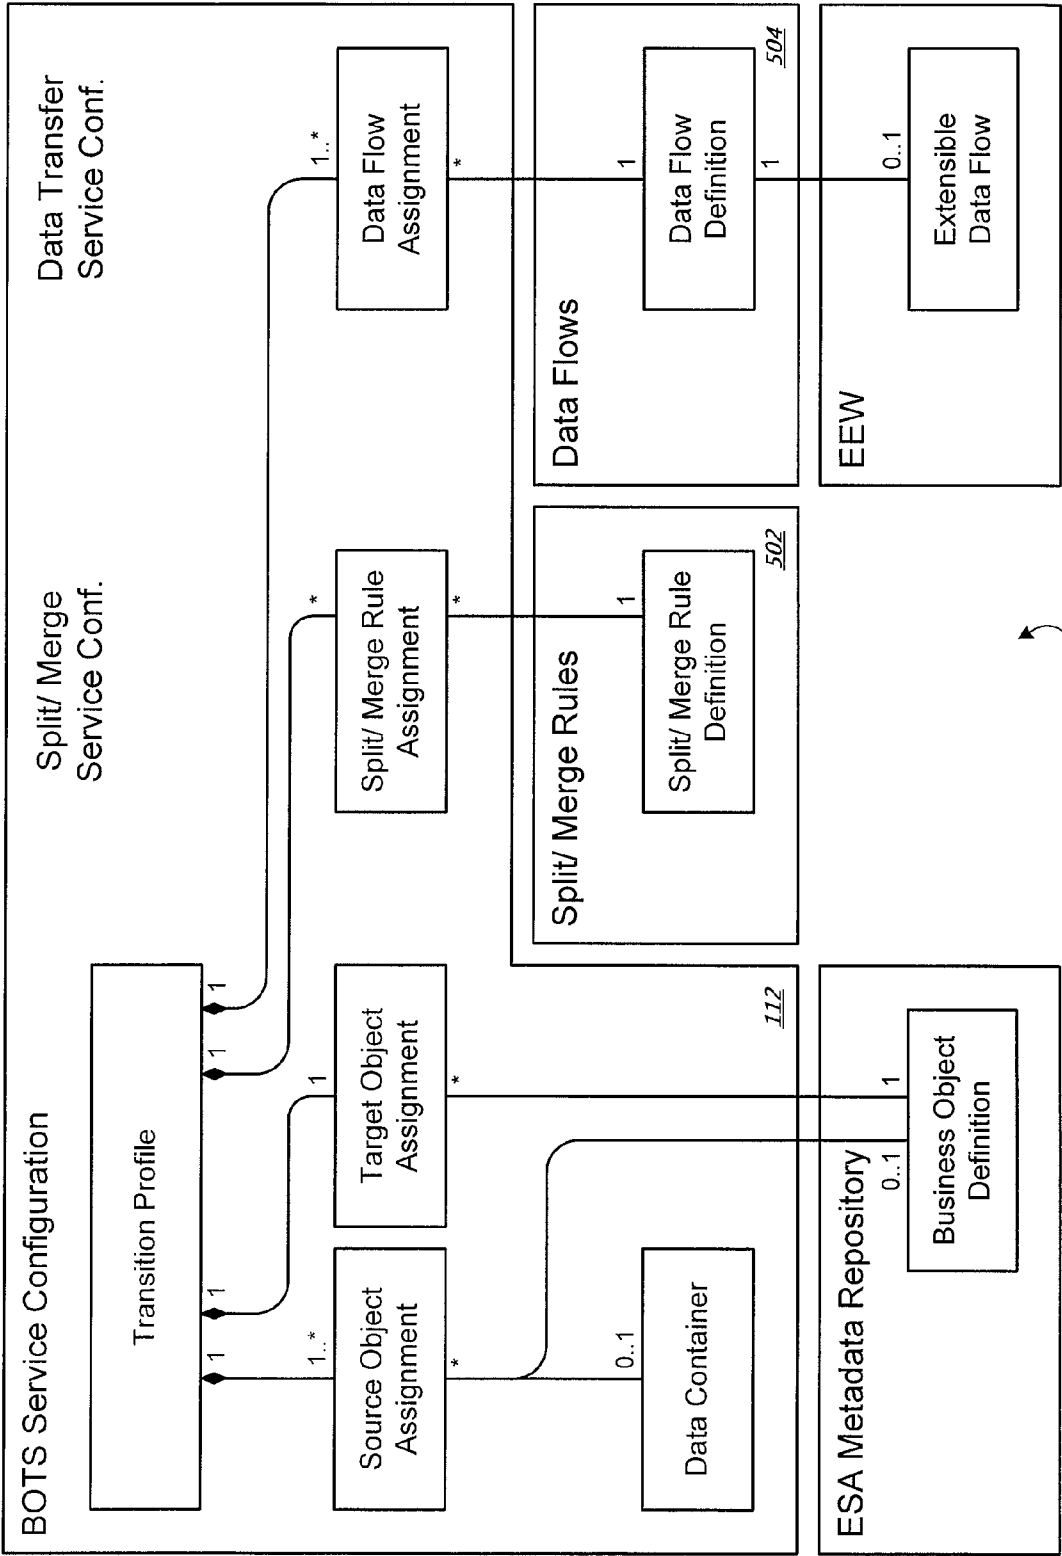 BOTS Service Configuration
Split/ Merge
Service Conf.
Data Transfer
Service Conf.
Transition Profile
1
1
1
1
1..*
1
*
1..*
Source Object
Assignment
Target Object
Assignment
Split/ Merge Rule
Assignment
Data Flow
Assignment
*
*
*
*
Split/ Merge Rules
Data Flows
0..1
1
1
Data Container
Split/ Merge Rule
Definition
Data Flow
Definition
112
502
504
1
ESA Metadata Repository
EEW
0..1
1
0..1
Business Object
Definition
Extensible
Data Flow